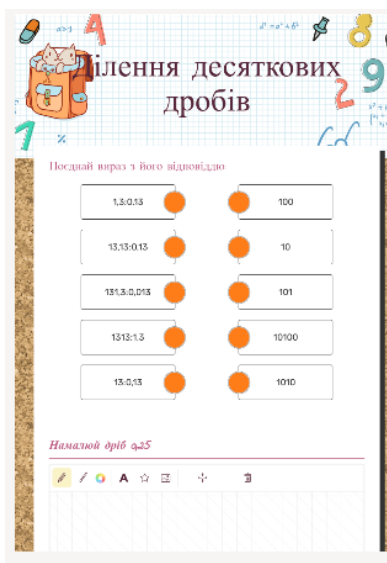 Ділення десяткових
дробів
Поєднай вираз з його відповіддю
1,3:0,13
100
13,13:0,13
10
131,3:0,013
101
1313:1,3
10100
13:0,13
1010
Намалюй дріб 0,25
A